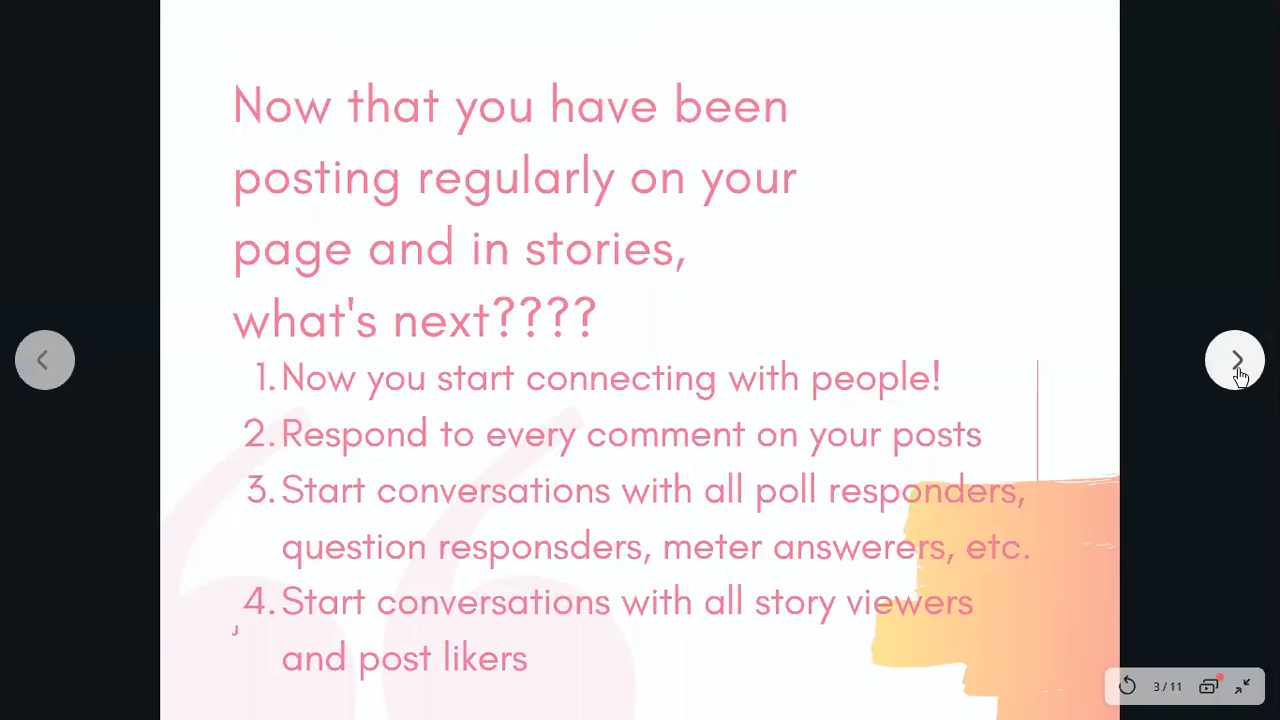 Now that you have been
posting regularly on your
page and in stories,
what's next????
1. Now you start connecting with people!
2. Respond to every comment on your posts
3. Start conversations with all poll responders,
question responsders, meter answerers, etc.
4. Start conversations with all story viewers
J
and post likers
3 / 11